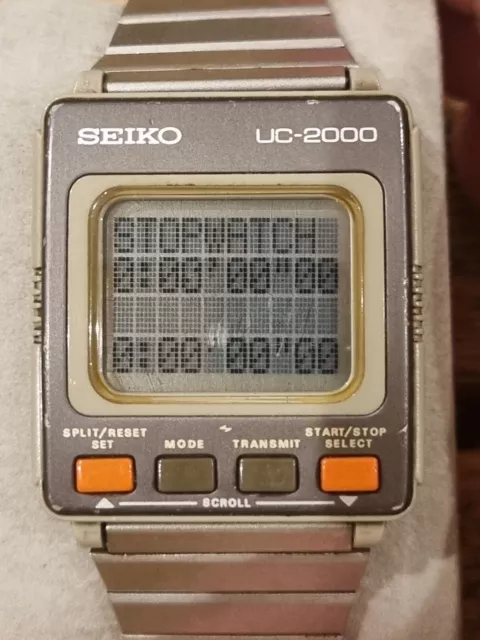 SEIKO UC-2000
STOPWATCH
0:00'00"00
0:00'00"00
SPLIT/RESET START/STOP
SET MODE TRANSMIT SELECT
SCROLL